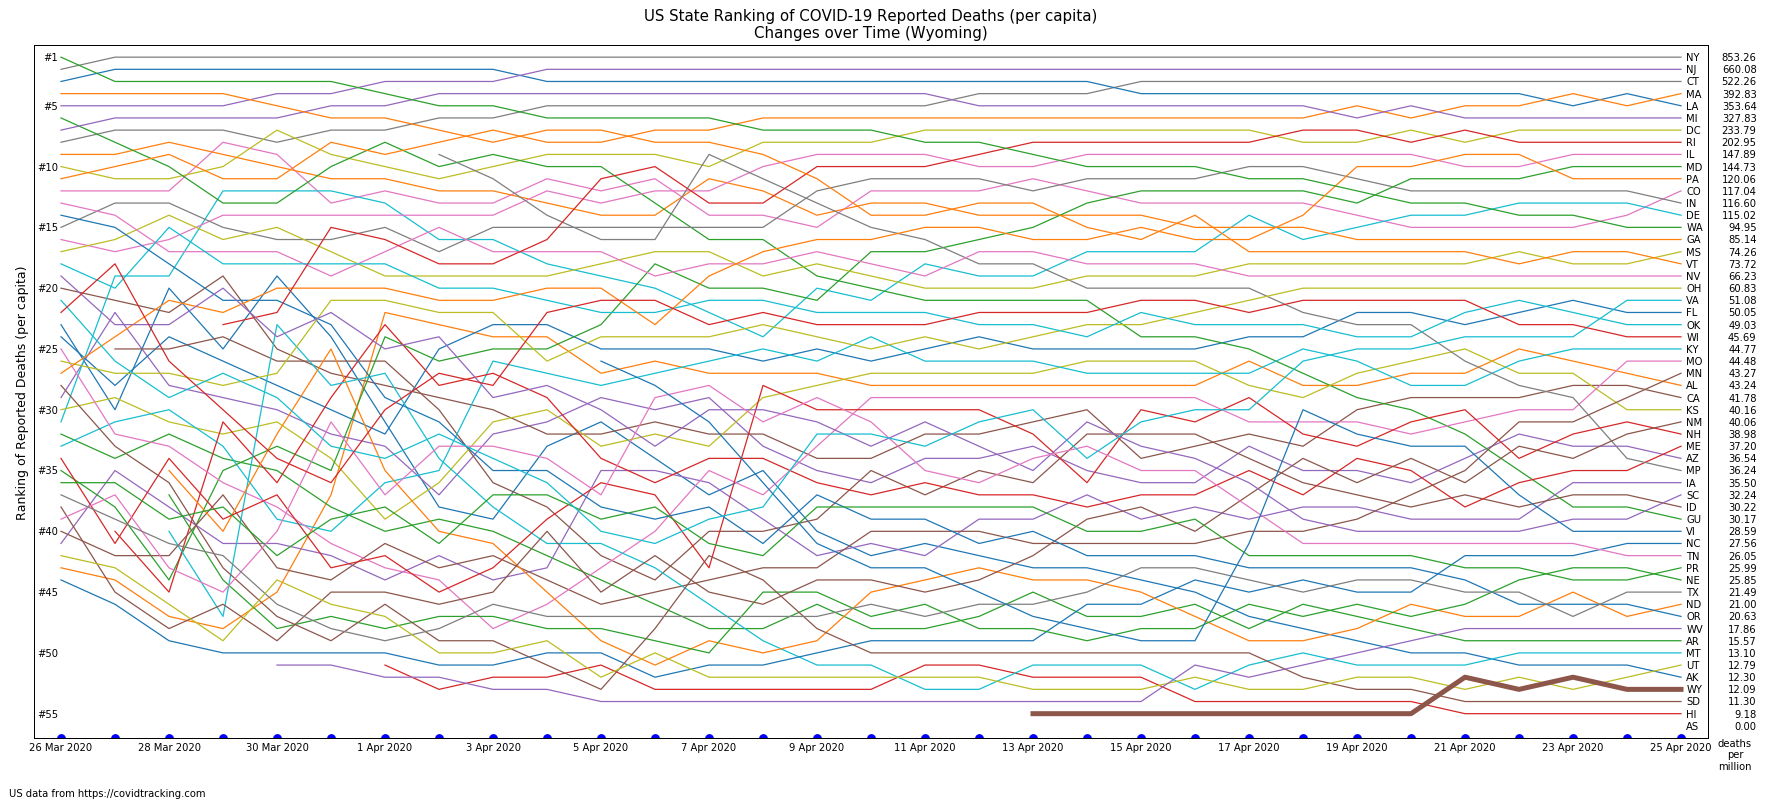 US State Ranking of COVID-19 Reported Deaths (per capita)
Changes over Time (Wyoming)
Ranking of Reported Deaths (per capita)
#1
#5
#10
#15
#20
#25
#30
#35
#40
#45
#50
#55
NY 853.26
NJ 660.08
CT 522.26
MA 392.83
LA 353.64
MI 327.83
DC 233.79
RI 202.95
IL 147.89
MD 144.73
PA 120.06
CO 117.04
IN 116.60
DE 115.02
WA 94.95
GA 85.14
MS 74.26
VT 73.72
NV 66.23
OH 60.83
VA 51.08
FL 50.05
OK 49.03
WI 45.69
KY 44.77
MO 44.48
MN 43.27
AL 43.24
CA 41.78
KS 40.16
NM 40.06
NH 38.98
ME 37.20
AZ 36.54
MP 36.24
IA 35.50
SC 32.24
ID 30.22
GU 30.17
VI 28.59
NC 27.56
TN 26.05
PR 25.99
NE 25.85
TX 21.49
ND 21.00
OR 20.63
WV 17.86
AR 15.57
MT 13.10
UT 12.79
AK 12.30
WY 12.09
SD 11.30
HI 9.18
AS 0.00
26 Mar 2020 28 Mar 2020 30 Mar 2020 1 Apr 2020 3 Apr 2020 5 Apr 2020 7 Apr 2020 9 Apr 2020 11 Apr 2020 13 Apr 2020 15 Apr 2020 17 Apr 2020 19 Apr 2020 21 Apr 2020 23 Apr 2020 25 Apr 2020
deaths
per
million
US data from https://covidtracking.com